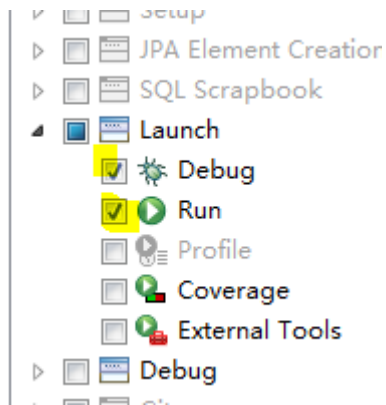 Setup
JPA Element Creation
SQL Scrapbook
Launch
Debug
Run
Profile
Coverage
External Tools
Debug